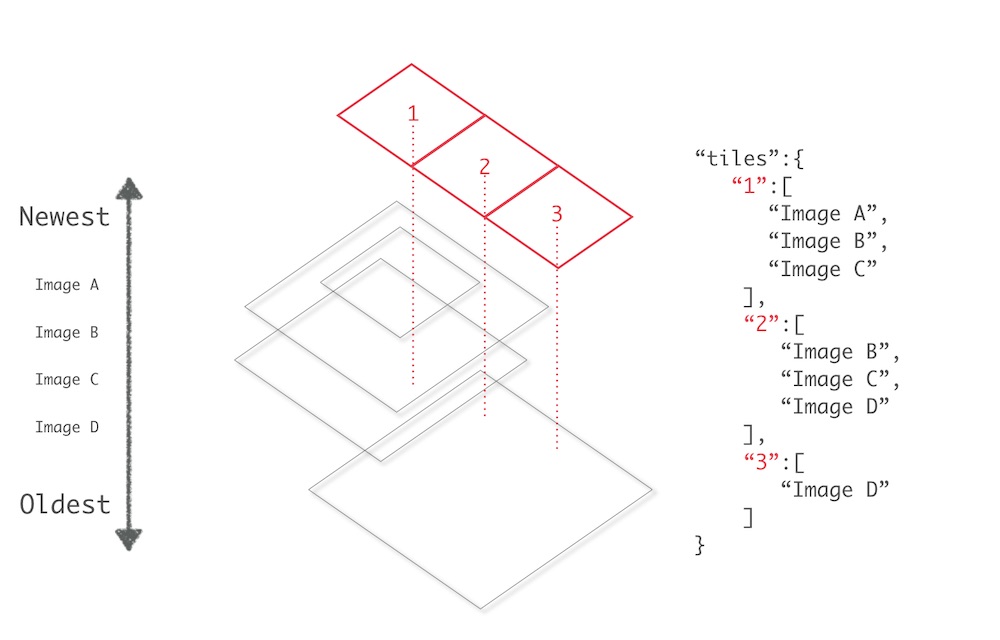 Newest
Image A
Image B
Image C
Image D
Oldest
1
2
3
“tiles”:{
“1”:[
“Image A”,
“Image B”,
“Image C”
],
“2”:[
“Image B”,
“Image C”,
“Image D”
],
“3”:[
“Image D”
]
}